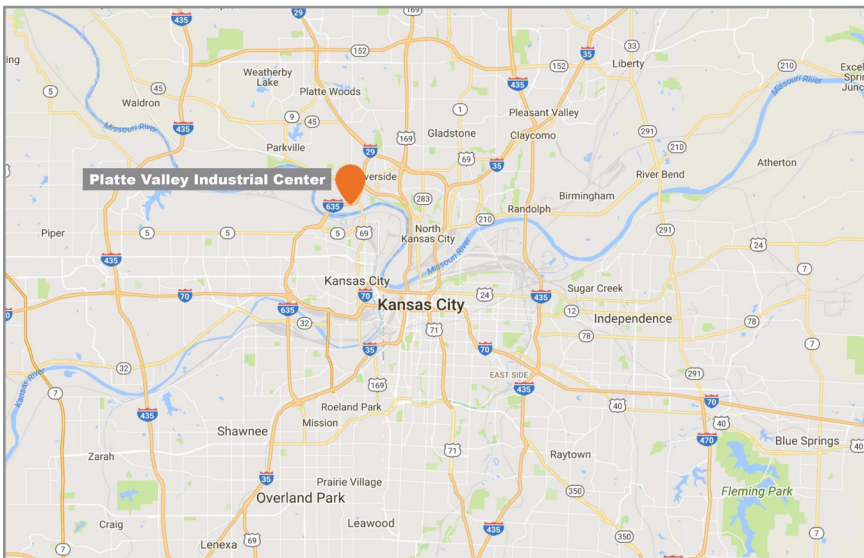 169
435
35
33
152
152
ing
Liberty
210
Excel
Weatherby
Lake
Sprin
Junc
435
45
5
Platte Woods
Waldron
Pleasant Valley
9
45
1
Missouri River
Missouri River
435
169
Gladstone
Claycomo
291
210
Parkville
29
69
35
Atherton
Platte Valley Industrial Center
verside
River Bend
635
283
Birmingham
Randolph
210
North
Kansas City
291
Piper
5
5
5
69
24
Missouri River
435
7
Kansas City
70
70
Sugar Creek
24
435
Kansas City
635
12
Independence
32
71
78
78
35
70
7
32
EAST SIDE
291
Kansas River
169
435
7
40
70
Roeland Park
435
Mission
40
Shawnee
470
Blue Springs
40
71
Zarah
Raytown
35
Prairie Village
350
Fleming Park
Overland Park
Craig
Leawood
435
350
Lenexa
69
7
7